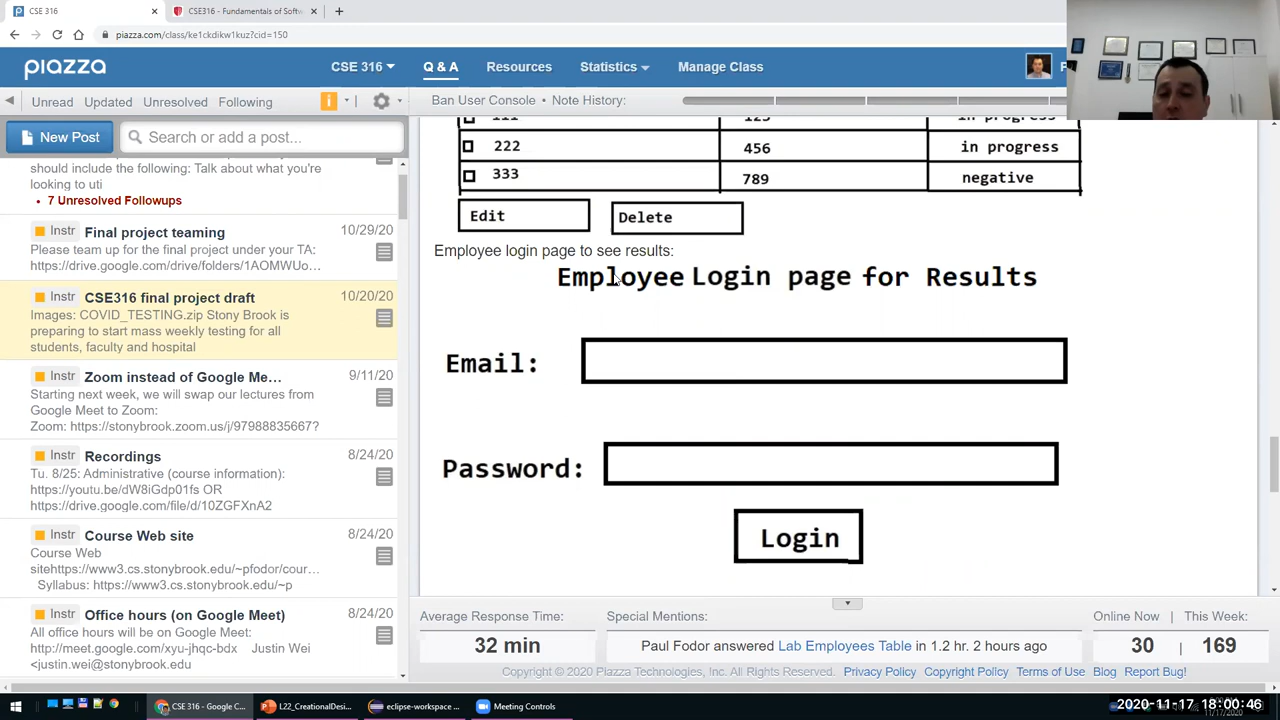 CSE 316
CSE316 - Fundamentals of Softw
piazza.com/class/ke1ckdikw1kuz?cid=150
piazza
CSE 316
Q & A
Resources
Statistics
Manage Class
Unread
Updated
Unresolved
Following
Ban User Console • Note History:
New Post
Search or add a post...
should include the following: Talk about what you're
looking to uti
• 7 Unresolved Followups
Instr Final project teaming 10/29/20
Please team up for the final project under your TA:
https://drive.google.com/drive/folders/1AOMWUo...
Instr CSE316 final project draft 10/20/20
Images: COVID_TESTING.zip Stony Brook is
preparing to start mass weekly testing for all
students, faculty and hospital
Instr Zoom instead of Google Me... 9/11/20
Starting next week, we will swap our lectures from
Google Meet to Zoom:
Zoom: https://stonybrook.zoom.us/j/97988835667?
Instr Recordings 8/24/20
Tu. 8/25: Administrative (course information):
https://youtu.be/dW8iGdp01fs OR
https://drive.google.com/file/d/10ZGFXnA2
Instr Course Web site 8/24/20
Course Web
sitehttps://www3.cs.stonybrook.edu/~pfodor/cour...
Syllabus: https://www3.cs.stonybrook.edu/~p
Instr Office hours (on Google Meet) 8/24/20
All office hours will be on Google Meet:
http://meet.google.com/xyu-jhqc-bdx Justin Wei
<justin.wei@stonybrook.edu
111 123 in progress
222 456 in progress
333 789 negative
Edit Delete
Employee login page to see results:
Employee Login page for Results
Email:
Password:
Login
Average Response Time:
32 min
Special Mentions:
Paul Fodor answered Lab Employees Table in 1.2 hr. 2 hours ago
Online Now This Week:
30 | 169
Copyright © 2020 Piazza Technologies, Inc. All Rights Reserved. Privacy Policy Copyright Policy Terms of Use Blog Report Bug!
CSE 316 - Google C...
L22_CreationalDesi...
eclipse-workspace ...
Meeting Controls
2020-11-17 18:00:46